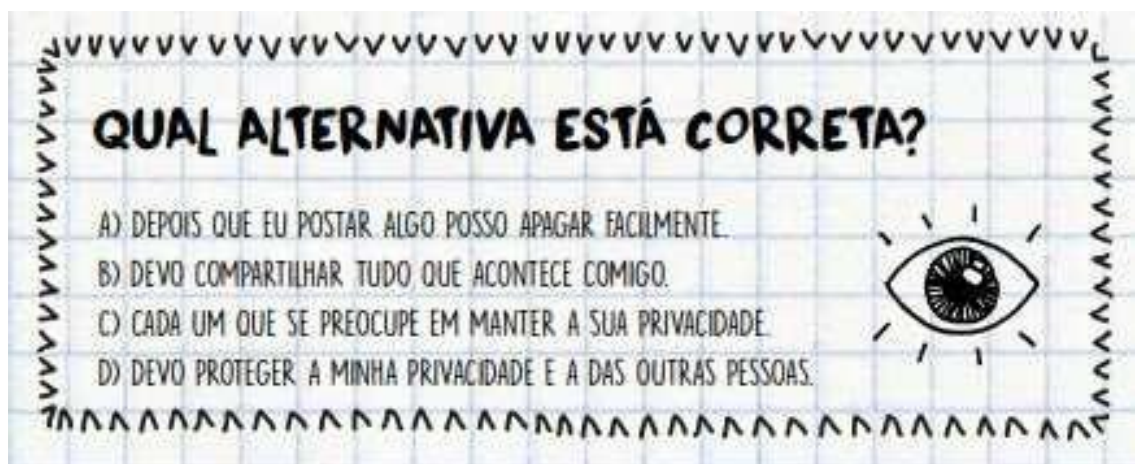 QUAL ALTERNATIVA ESTÁ CORRETA?
A) DEPOIS QUE EU POSTAR ALGO POSSO APAGAR FACILMENTE.
B) DEVO COMPARTILHAR TUDO QUE ACONTECE COMIGO.
C) CADA UM QUE SE PREOCUPE EM MANTER A SUA PRIVACIDADE.
D) DEVO PROTEGER A MINHA PRIVACIDADE E A DAS OUTRAS PESSOAS.